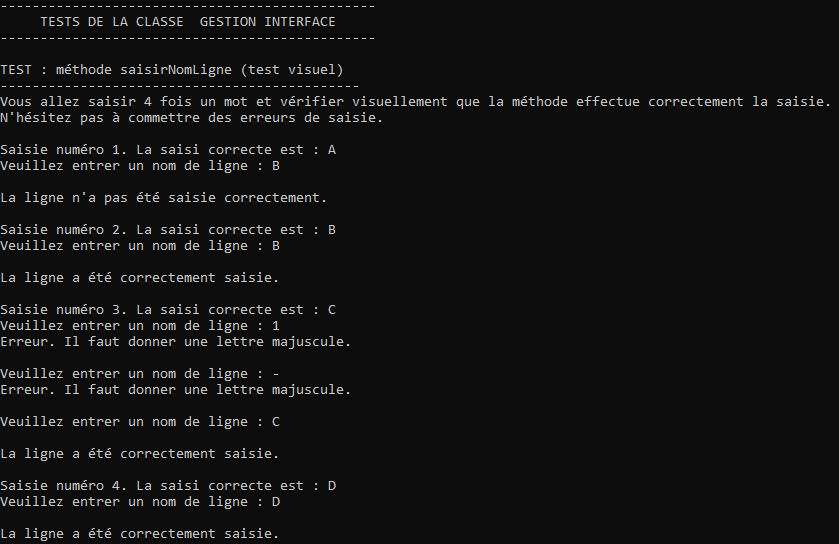 -----------------------------------------------
TESTS DE LA CLASSE  GESTION INTERFACE
-----------------------------------------------
TEST : méthode saisirNomLigne (test visuel)
---------------------------------------------
Vous allez saisir 4 fois un mot et vérifier visuellement que la méthode effectue correctement la saisie.
N'hésitez pas à commettre des erreurs de saisie.
Saisie numéro 1. La saisi correcte est : A
Veuillez entrer un nom de ligne : B
La ligne n'a pas été saisie correctement.
Saisie numéro 2. La saisi correcte est : B
Veuillez entrer un nom de ligne : B
La ligne a été correctement saisie.
Saisie numéro 3. La saisi correcte est : C
Veuillez entrer un nom de ligne : 1
Erreur. Il faut donner une lettre majuscule.
Veuillez entrer un nom de ligne : -
Erreur. Il faut donner une lettre majuscule.
Veuillez entrer un nom de ligne : C
La ligne a été correctement saisie.
Saisie numéro 4. La saisi correcte est : D
Veuillez entrer un nom de ligne : D
La ligne a été correctement saisie.